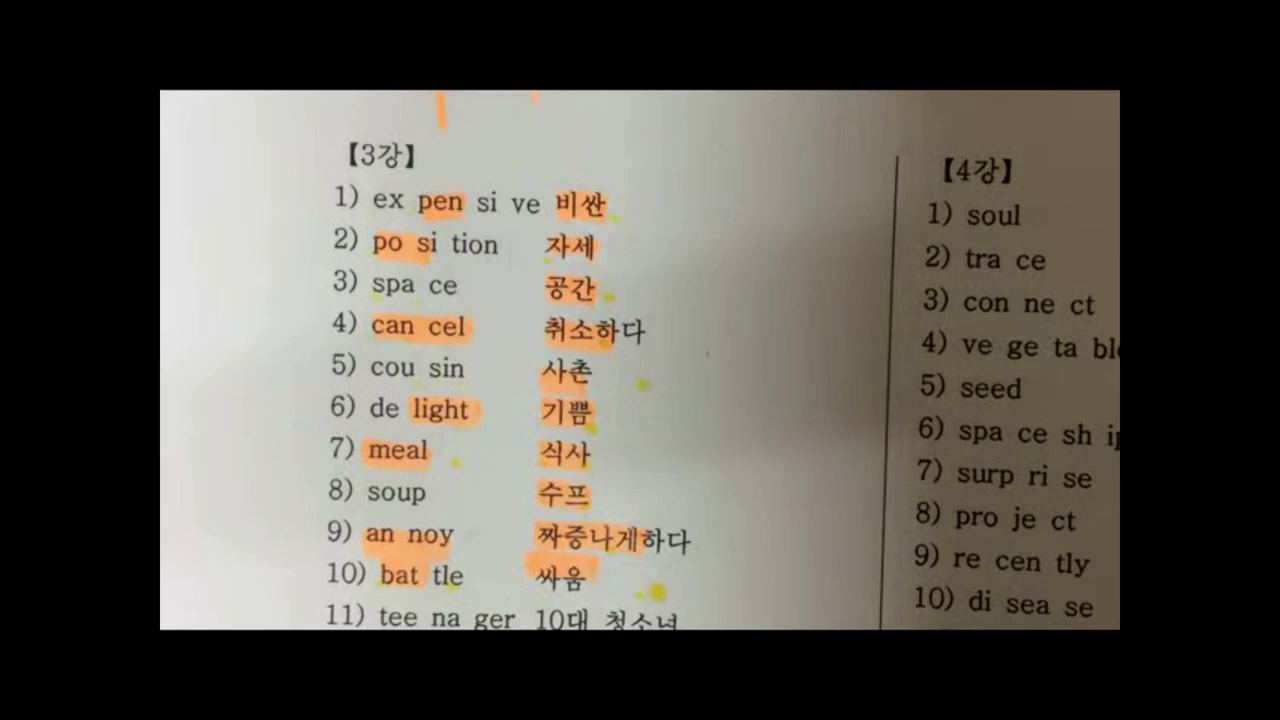 【3강】
1) ex pen si ve 비싼
2) po si tion 자세
3) spa ce 공간
4) can cel 취소하다
5) cou sin 사촌
6) de light 기쁨
7) meal 식사
8) soup 수프
9) an noy 짜증나게하다
10) bat tle 싸움
11) tee na ger 10대 청소년
【4강】
1) soul
2) tra ce
3) con ne ct
4) ve ge ta
5) seed
6) spa ce sh
7) surp ri se
8) pro je ct
9) re cen tly
10) di sea se